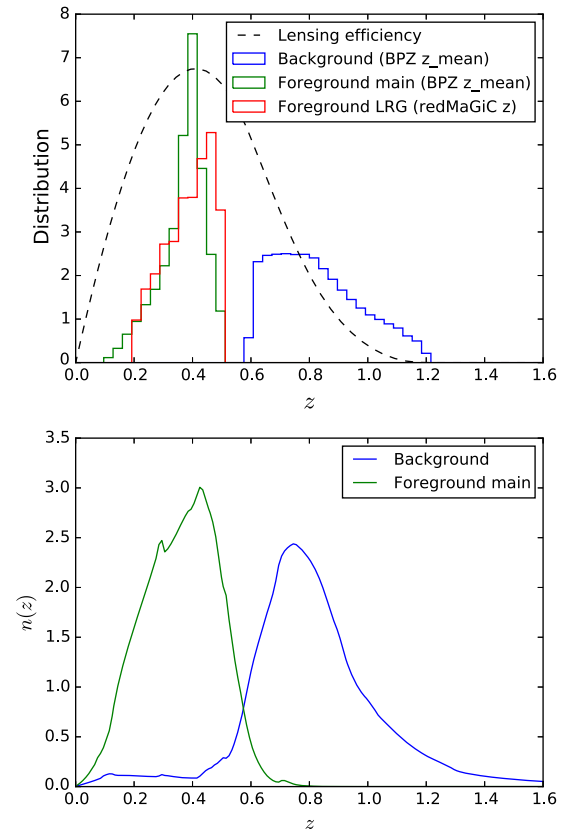 8
7
6
5
4
3
2
1
0
Distribution
Lensing efficiency
Background (BPZ z_mean)
Foreground main (BPZ z_mean)
Foreground LRG (redMaGiC z)
0.0 0.2 0.4 0.6 0.8 1.0 1.2 1.4 1.6
z
3.5
3.0
2.5
2.0
1.5
1.0
0.5
0.0
n(z)
Background
Foreground main
0.0 0.2 0.4 0.6 0.8 1.0 1.2 1.4 1.6
z